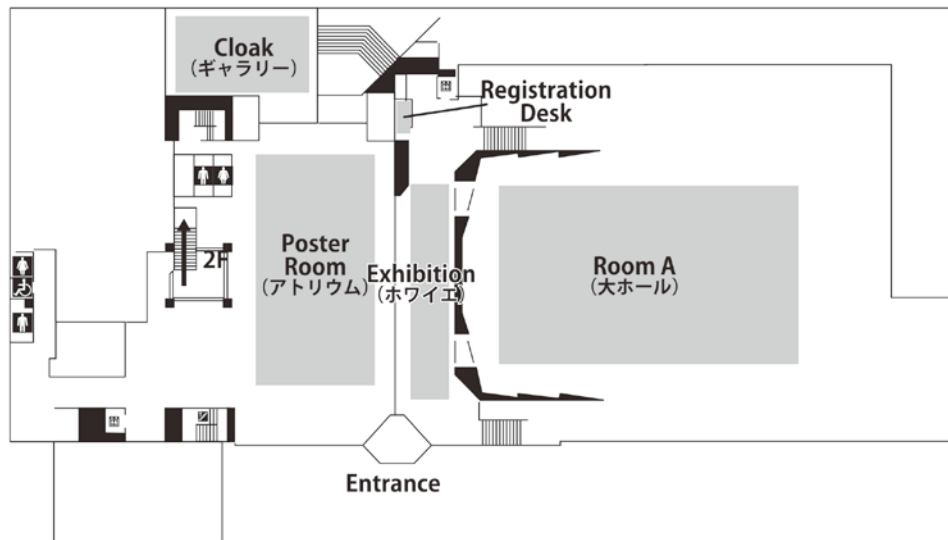 Cloak
(ギャラリー)
Registration
Desk
2F
Poster
Room
(アトリウム)
Exhibition
(ホワイエ)
Room A
(大ホール)
Entrance